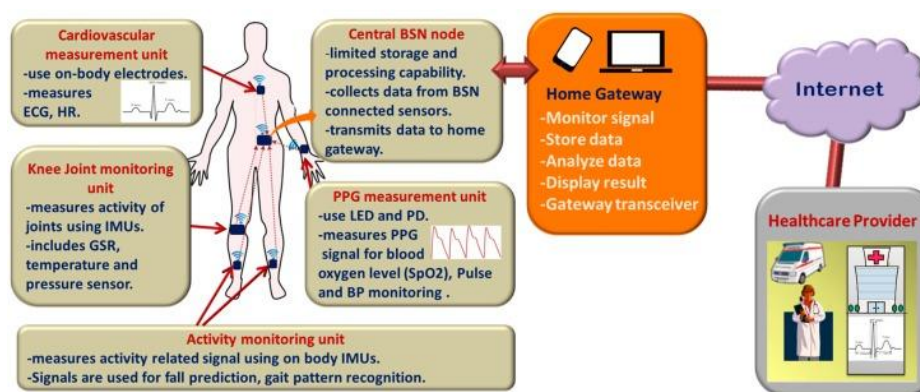 Cardiovascular
measurement unit
-use on-body electrodes.
-measures
ECG, HR.
Central BSN node
-limited storage and
processing capability.
-collects data from BSN
connected sensors.
-transmits data to home
gateway.
Home Gateway
-Monitor signal
-Store data
-Analyze data
-Display result
-Gateway transceiver
Internet
Knee Joint monitoring
unit
-measures activity of
joints using IMUs.
-includes GSR,
temperature and
pressure sensor.
PPG measurement unit
-use LED and PD.
-measures PPG
signal for blood
oxygen level (SpO2), Pulse
and BP monitoring .
Healthcare Provider
Activity monitoring unit
-measures activity related signal using on body IMUs.
-Signals are used for fall prediction, gait pattern recognition.